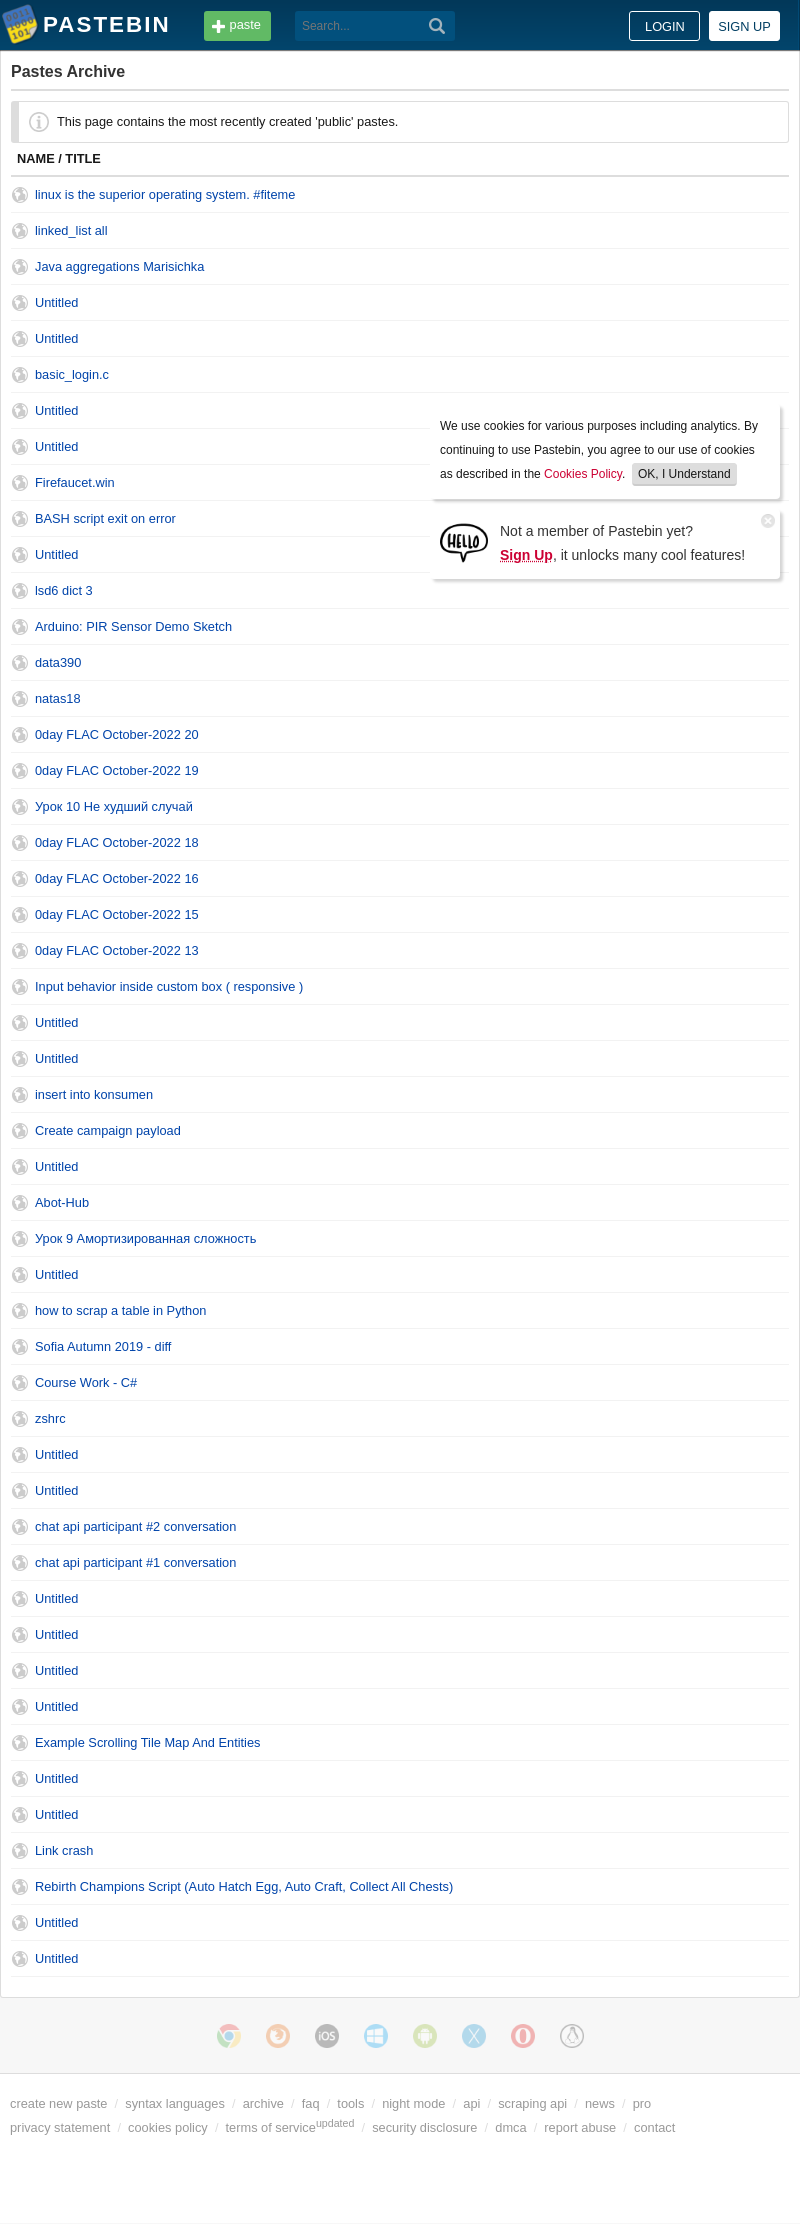 PASTEBIN
paste
Search...
LOGIN
SIGN UP
Pastes Archive
This page contains the most recently created 'public' pastes.
NAME / TITLE
linux is the superior operating system. #fiteme
linked_list all
Java aggregations Marisichka
Untitled
Untitled
basic_login.c
Untitled
Untitled
Firefaucet.win
BASH script exit on error
Untitled
lsd6 dict 3
Arduino: PIR Sensor Demo Sketch
data390
natas18
0day FLAC October-2022 20
0day FLAC October-2022 19
Урок 10 Не худший случай
0day FLAC October-2022 18
0day FLAC October-2022 16
0day FLAC October-2022 15
0day FLAC October-2022 13
Input behavior inside custom box ( responsive )
Untitled
Untitled
insert into konsumen
Create campaign payload
Untitled
Abot-Hub
Урок 9 Амортизированная сложность
Untitled
how to scrap a table in Python
Sofia Autumn 2019 - diff
Course Work - C#
zshrc
Untitled
Untitled
chat api participant #2 conversation
chat api participant #1 conversation
Untitled
Untitled
Untitled
Untitled
Example Scrolling Tile Map And Entities
Untitled
Untitled
Link crash
Rebirth Champions Script (Auto Hatch Egg, Auto Craft, Collect All Chests)
Untitled
Untitled
We use cookies for various purposes including analytics. By
continuing to use Pastebin, you agree to our use of cookies
as described in the Cookies Policy. OK, I Understand
HELLO
Not a member of Pastebin yet?
Sign Up, it unlocks many cool features!
iOS
create new paste / syntax languages / archive / faq / tools / night mode / api / scraping api / news / pro
privacy statement / cookies policy / terms of service updated / security disclosure / dmca / report abuse / contact